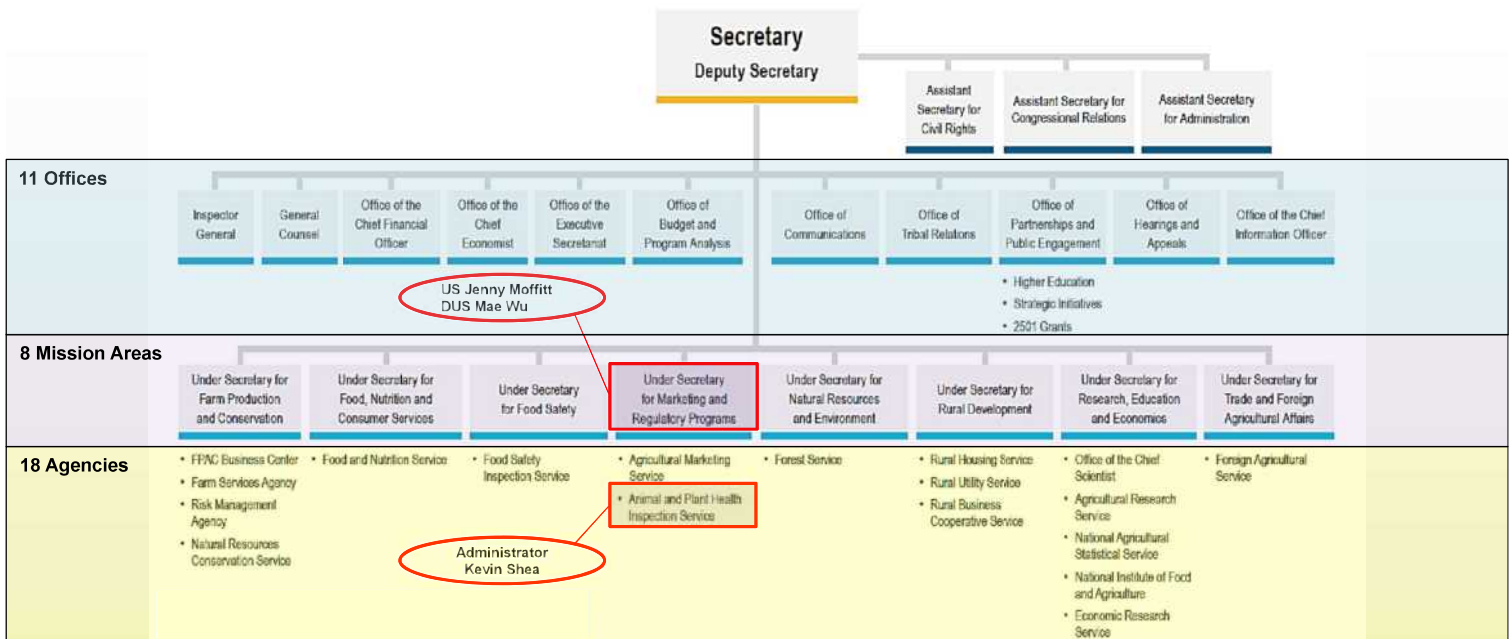 Secretary
Deputy Secretary
Assistant
Secretary for
Civil Rights
Assistant Secretary for
Congressional Relations
Assistant Secretary
for Administration
11 Offices
Inspector
General
General
Counsel
Office of the
Chief Financial
Officer
Office of the
Chief
Economist
Office of the
Executive
Secretariat
Office of
Budget and
Program Analysis
Office of
Communications
Office of
Tribal Relations
Office of
Partnerships and
Public Engagement
Office of
Hearings and
Appeals
Office of the Chief
Information Officer
• Higher Education
• Strategic Initiatives
• 2501 Grants
US Jenny Moffitt
DUS Mae Wu
8 Mission Areas
Under Secretary for
Farm Production
and Conservation
Under Secretary for
Food, Nutrition and
Consumer Services
Under Secretary
for Food Safety
Under Secretary
for Marketing and
Regulatory Programs
Under Secretary for
Natural Resources
and Environment
Under Secretary for
Rural Development
Under Secretary for
Research, Education
and Economics
Under Secretary for
Trade and Foreign
Agricultural Affairs
18 Agencies
• FPAC Business Center
• Farm Services Agency
• Risk Management
Agency
• Natural Resources
Conservation Service
• Food and Nutrition Service
• Food Safety
Inspection Service
• Agricultural Marketing
Service
• Animal and Plant Health
Inspection Service
Administrator
Kevin Shea
• Forest Service
• Rural Housing Service
• Rural Utility Service
• Rural Business
Cooperative Service
• Office of the Chief
Scientist
• Agricultural Research
Service
• National Agricultural
Statistical Service
• National Institute of Food
and Agriculture
• Economic Research
Service
• Foreign Agricultural
Service